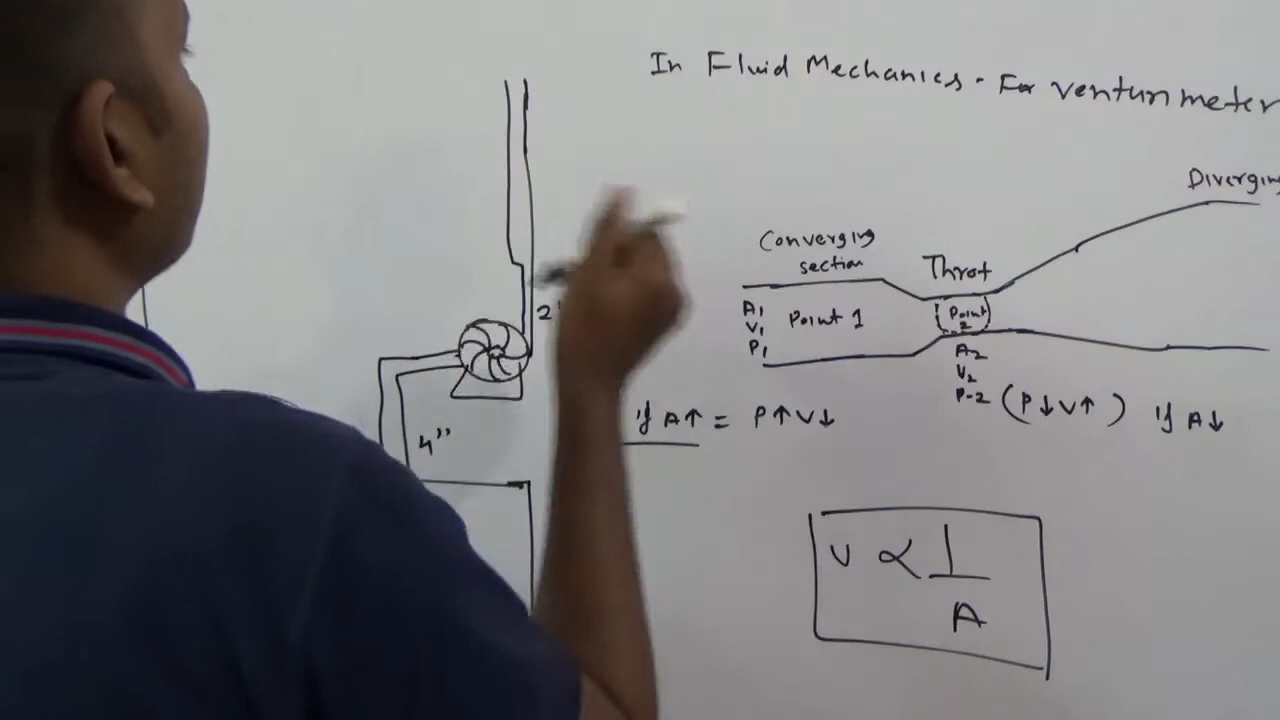 In Fluid Mechanics - For venturimeter
Diverging
Converging
section
Throt
A1
V1
P1
Point 1
Point
2
A2
V2
P-2 (P↓V↑) if A↓
if A↑ = P↑V↓
2"
4"
V ∝ 1
A